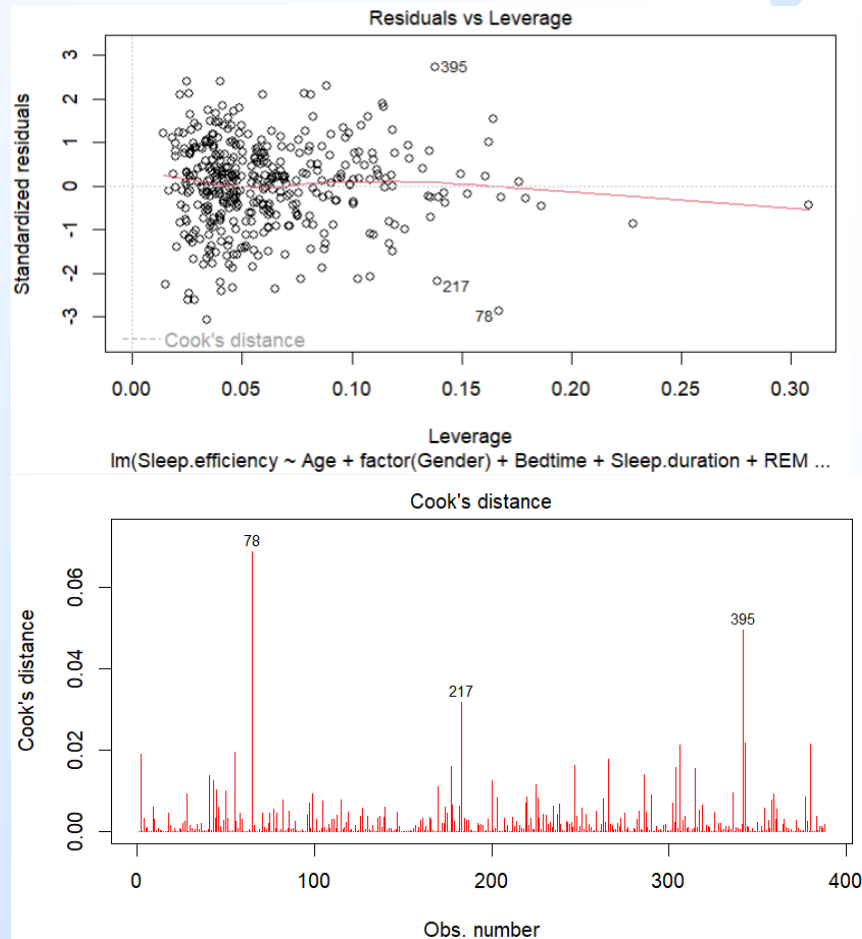 Residuals vs Leverage
Standardized residuals
3
2
1
0
-1
-2
-3
395
217
78
Cook's distance
0.00 0.05 0.10 0.15 0.20 0.25 0.30
Leverage
lm(Sleep.efficiency ~ Age + factor(Gender) + Bedtime + Sleep.duration + REM ...
Cook's distance
Cook's distance
0.06
0.04
0.02
0.00
78
395
217
0 100 200 300 400
Obs. number